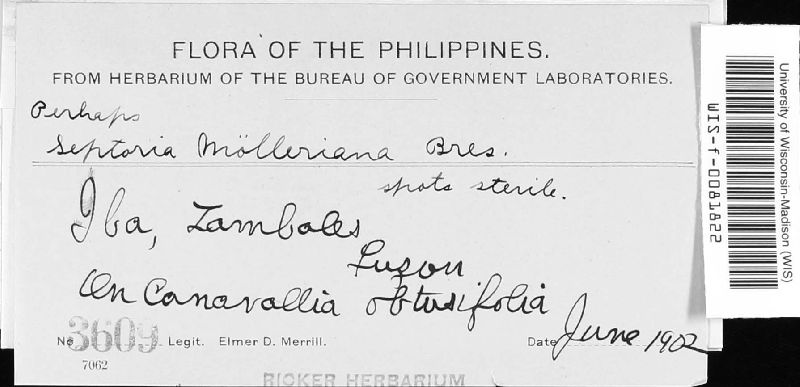 FLORA OF THE PHILIPPINES.
FROM HERBARIUM OF THE BUREAU OF GOVERNMENT LABORATORIES.
Perhaps
Septoria Mölleriana Bres.
spots sterile.
Iba, Zambales
Luzon
On Canavallia obtusifolia
No 3609 Legit. Elmer D. Merrill. Date June 1902
7062
RICKER HERBARIUM
University of Wisconsin-Madison (WIS)
WIS-f-0081822